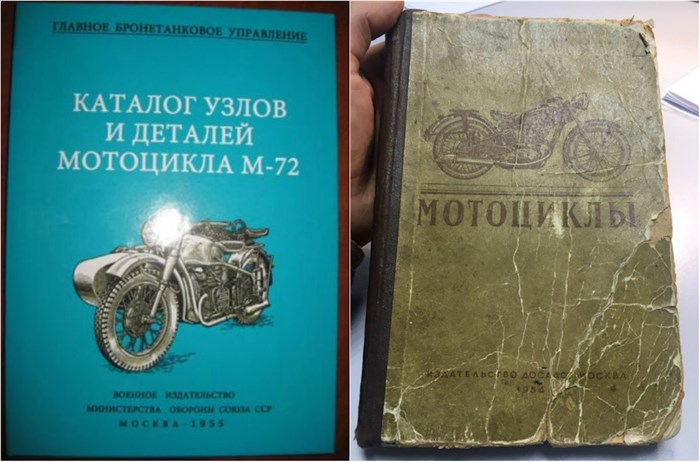 ГЛАВНОЕ БРОНЕТАНКОВОЕ УПРАВЛЕНИЕ
КАТАЛОГ УЗЛОВ
И ДЕТАЛЕЙ
МОТОЦИКЛА М-72
ВОЕННОЕ ИЗДАТЕЛЬСТВО
МИНИСТЕРСТВА ОБОРОНЫ СОЮЗА ССР
МОСКВА-1955
МОТОЦИКЛЫ
ИЗДАТЕЛЬСТВО ДОСААФ МОСКВА